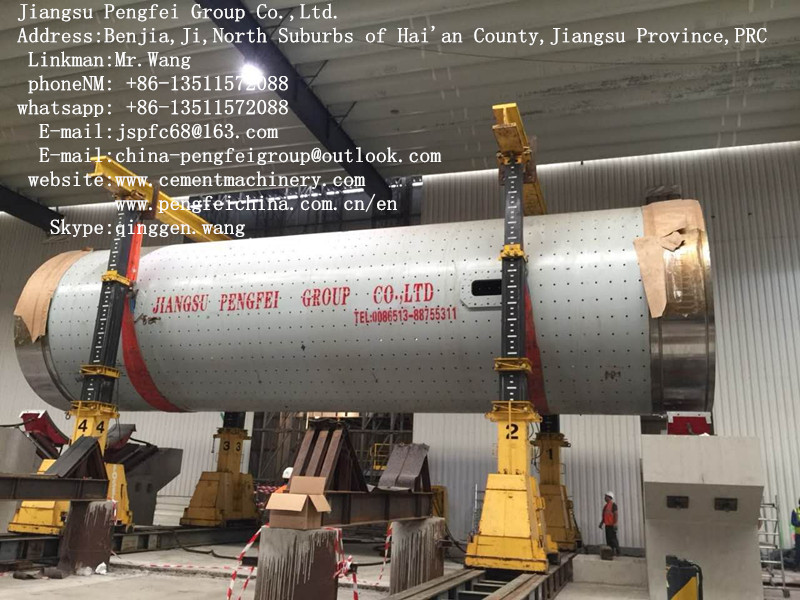 Jiangsu Pengfei Group Co.,Ltd.
Address:Benjia,Ji,North Suburbs of Hai'an County,Jiangsu Province,PRC
Linkman:Mr.Wang
phoneNM: +86-13511572088
whatsapp: +86-13511572088
E-mail:jspfc68@163.com
E-mail:china-pengfeigroup@outlook.com
website:www.cementmachinery.com
www.pengfeichina.com.cn/en
Skype:qinggen.wang
JIANGSU PENGFEI GROUP CO.,LTD
TEL:0086513-88755311
4 4
3 3
2
1